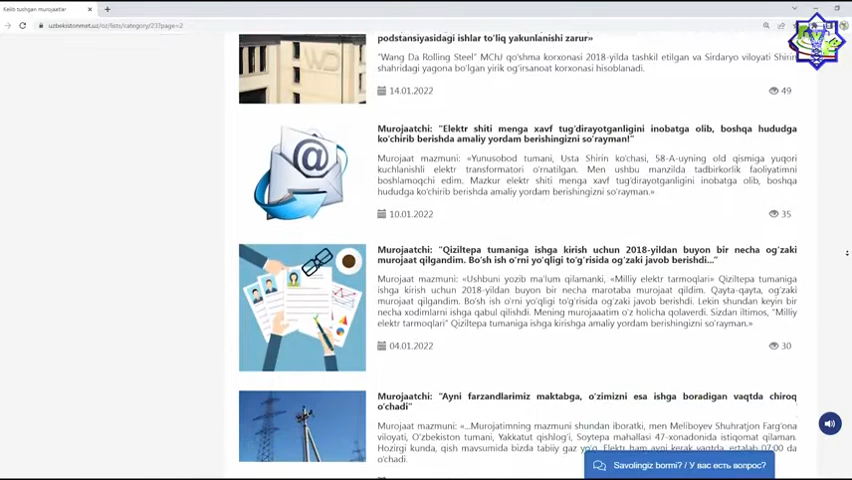 Kelib tushgan murojaatlar
uzbekistonmet.uz/oz/lists/category/23?page=2
podstansiyasidagi ishlar to'liq yakunlanishi zarur»
"Wang Da Rolling Steel" MChJ qo'shma korxonasi 2018-yilda tashkil etilgan va Sirdaryo viloyati Shirin
shahridagi yagona bo'lgan yirik og'irsanoat korxonasi hisoblanadi.
14.01.2022
49
Murojaatchi: "Elektr shiti menga xavf tug'dirayotganligini inobatga olib, boshqa hududga
ko'chirib berishda amaliy yordam berishingizni so'rayman!"
Murojaat mazmuni: «Yunusobod tumani, Usta Shirin ko'chasi, 58-A-uyning old qismiga yuqori
kuchlanishli elektr transformatori o'rnatilgan. Men ushbu manzilda tadbirkorlik faoliyatimni
boshlamoqchi edim. Mazkur elektr shiti menga xavf tug'dirayotganligini inobatga olib, boshqa
hududga ko'chirib berishda amaliy yordam berishingizni so'rayman.»
10.01.2022
35
Murojaatchi: "Qiziltepa tumaniga ishga kirish uchun 2018-yildan buyon bir necha og'zaki
murojaat qilgandim. Bo'sh ish o'rni yo'qligi to'g'risida og'zaki javob berishdi..."
Murojaat mazmuni: «Ushbuni yozib ma'lum qilamanki, «Milliy elektr tarmoqlari» Qiziltepa tumaniga
ishga kirish uchun 2018-yildan buyon bir necha marotaba murojaat qildim. Qayta-qayta, og'zaki
murojaat qilgandim. Bo'sh ish o'rni yo'qligi to'g'risida og'zaki javob berishdi. Lekin shundan keyin bir
necha xodimlarni ishga qabul qilishdi. Mening murojaaatim o'z holicha qolaverdi. Sizdan iltimos, "Milliy
elektr tarmoqlari" Qiziltepa tumaniga ishga kirishga amaliy yordam berishingizni so'rayman.»
04.01.2022
30
Murojaatchi: "Ayni farzandlarimiz maktabga, o'zimizni esa ishga boradigan vaqtda chiroq
o'chadi"
Murojaat mazmuni: «...Murojatimning mazmuni shundan iboratki, men Meliboyev Shuhratjon Farg'ona
viloyati, O'zbekiston tumani, Yakkatut qishlog'i, Soytepa mahallasi 47-xonadonida istiqomat qilaman.
Hozirgi kunda, qish mavsumida bizda tabiiy gaz yo'q. Elektr ham ayni kerak vaqtda, ertalab 07:00 da
o'chadi.
Savolingiz bormi? / У вас есть вопрос?